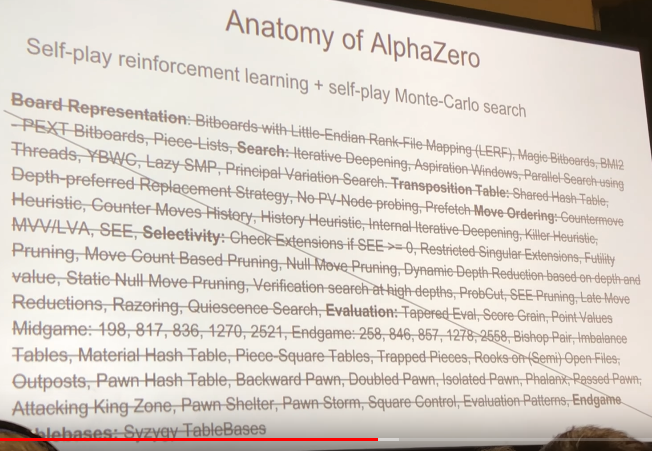 Anatomy of AlphaZero
Self-play reinforcement learning + self-play Monte-Carlo search
Board Representation: Bitboards with Little-Endian Rank-File Mapping (LERF), Magic Bitboards, BMI2
- PEXT Bitboards, Piece-Lists, Search: Iterative Deepening, Aspiration Windows, Parallel Search using
Threads, YBWC, Lazy SMP, Principal Variation Search. Transposition Table: Shared Hash Table,
Depth-preferred Replacement Strategy, No PV-Node probing, Prefetch Move Ordering: Countermove
Heuristic, Counter Moves History, History Heuristic, Internal Iterative Deepening, Killer Heuristic,
MVV/LVA, SEE, Selectivity: Check Extensions if SEE >= 0, Restricted Singular Extensions, Futility
Pruning, Move Count Based Pruning, Null Move Pruning, Dynamic Depth Reduction based on depth and
value, Static Null Move Pruning, Verification search at high depths, ProbCut, SEE Pruning, Late Move
Reductions, Razoring, Quiescence Search, Evaluation: Tapered Eval, Score Grain, Point Values
Midgame: 198, 817, 836, 1270, 2521, Endgame: 258, 846, 857, 1278, 2558, Bishop Pair, Imbalance
Tables, Material Hash Table, Piece-Square Tables, Trapped Pieces, Rooks on (Semi) Open Files,
Outposts, Pawn Hash Table, Backward Pawn, Doubled Pawn, Isolated Pawn, Phalanx, Passed Pawn,
Attacking King Zone, Pawn Shelter, Pawn Storm, Square Control, Evaluation Patterns, Endgame
Tablebases: Syzygy TableBases